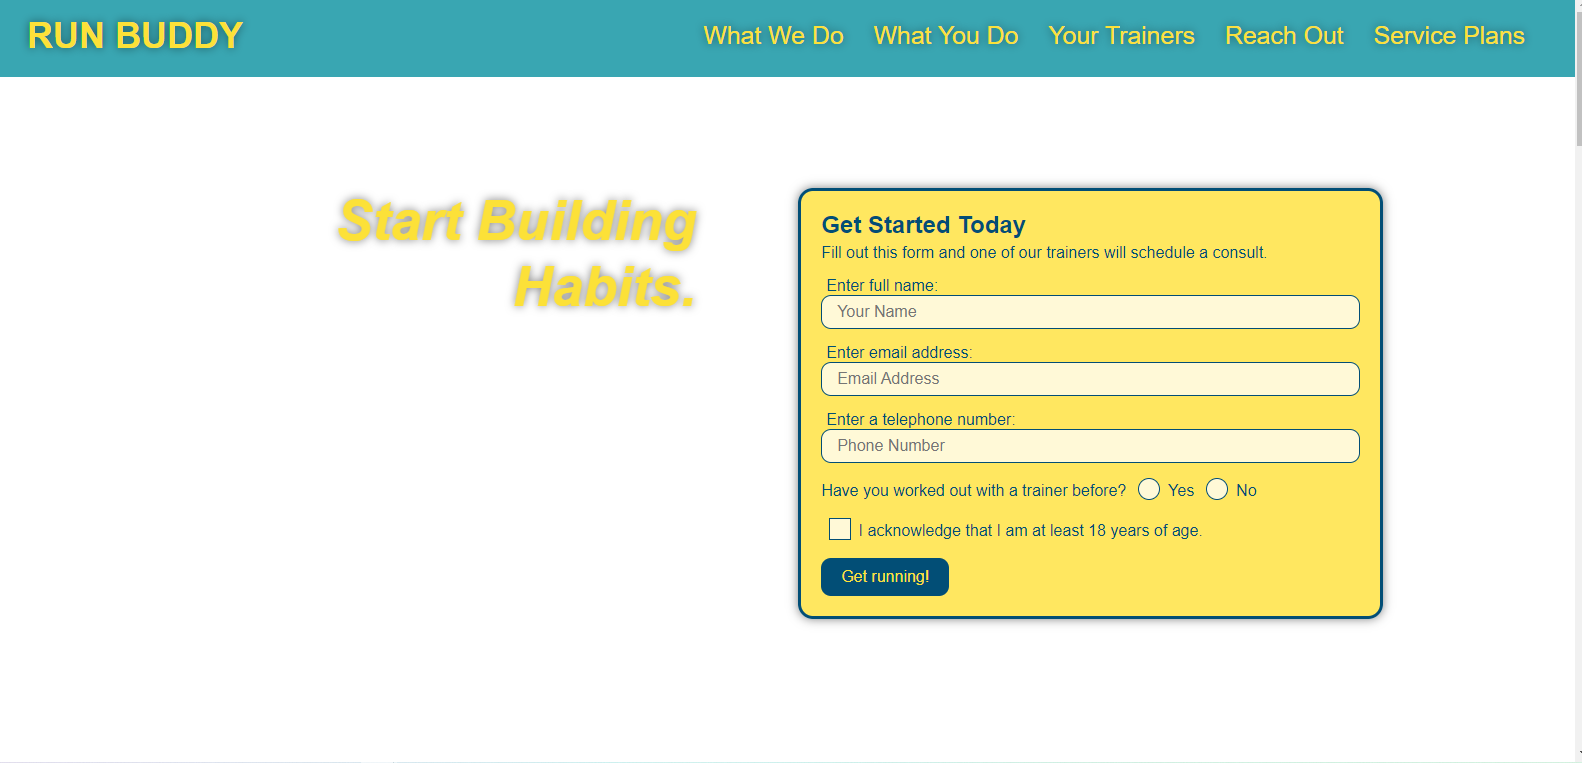 RUN BUDDY
What We Do What You Do Your Trainers Reach Out Service Plans
Start Building
Habits.
Get Started Today
Fill out this form and one of our trainers will schedule a consult.
Enter full name:
Your Name
Enter email address:
Email Address
Enter a telephone number:
Phone Number
Have you worked out with a trainer before? Yes No
I acknowledge that I am at least 18 years of age.
Get running!